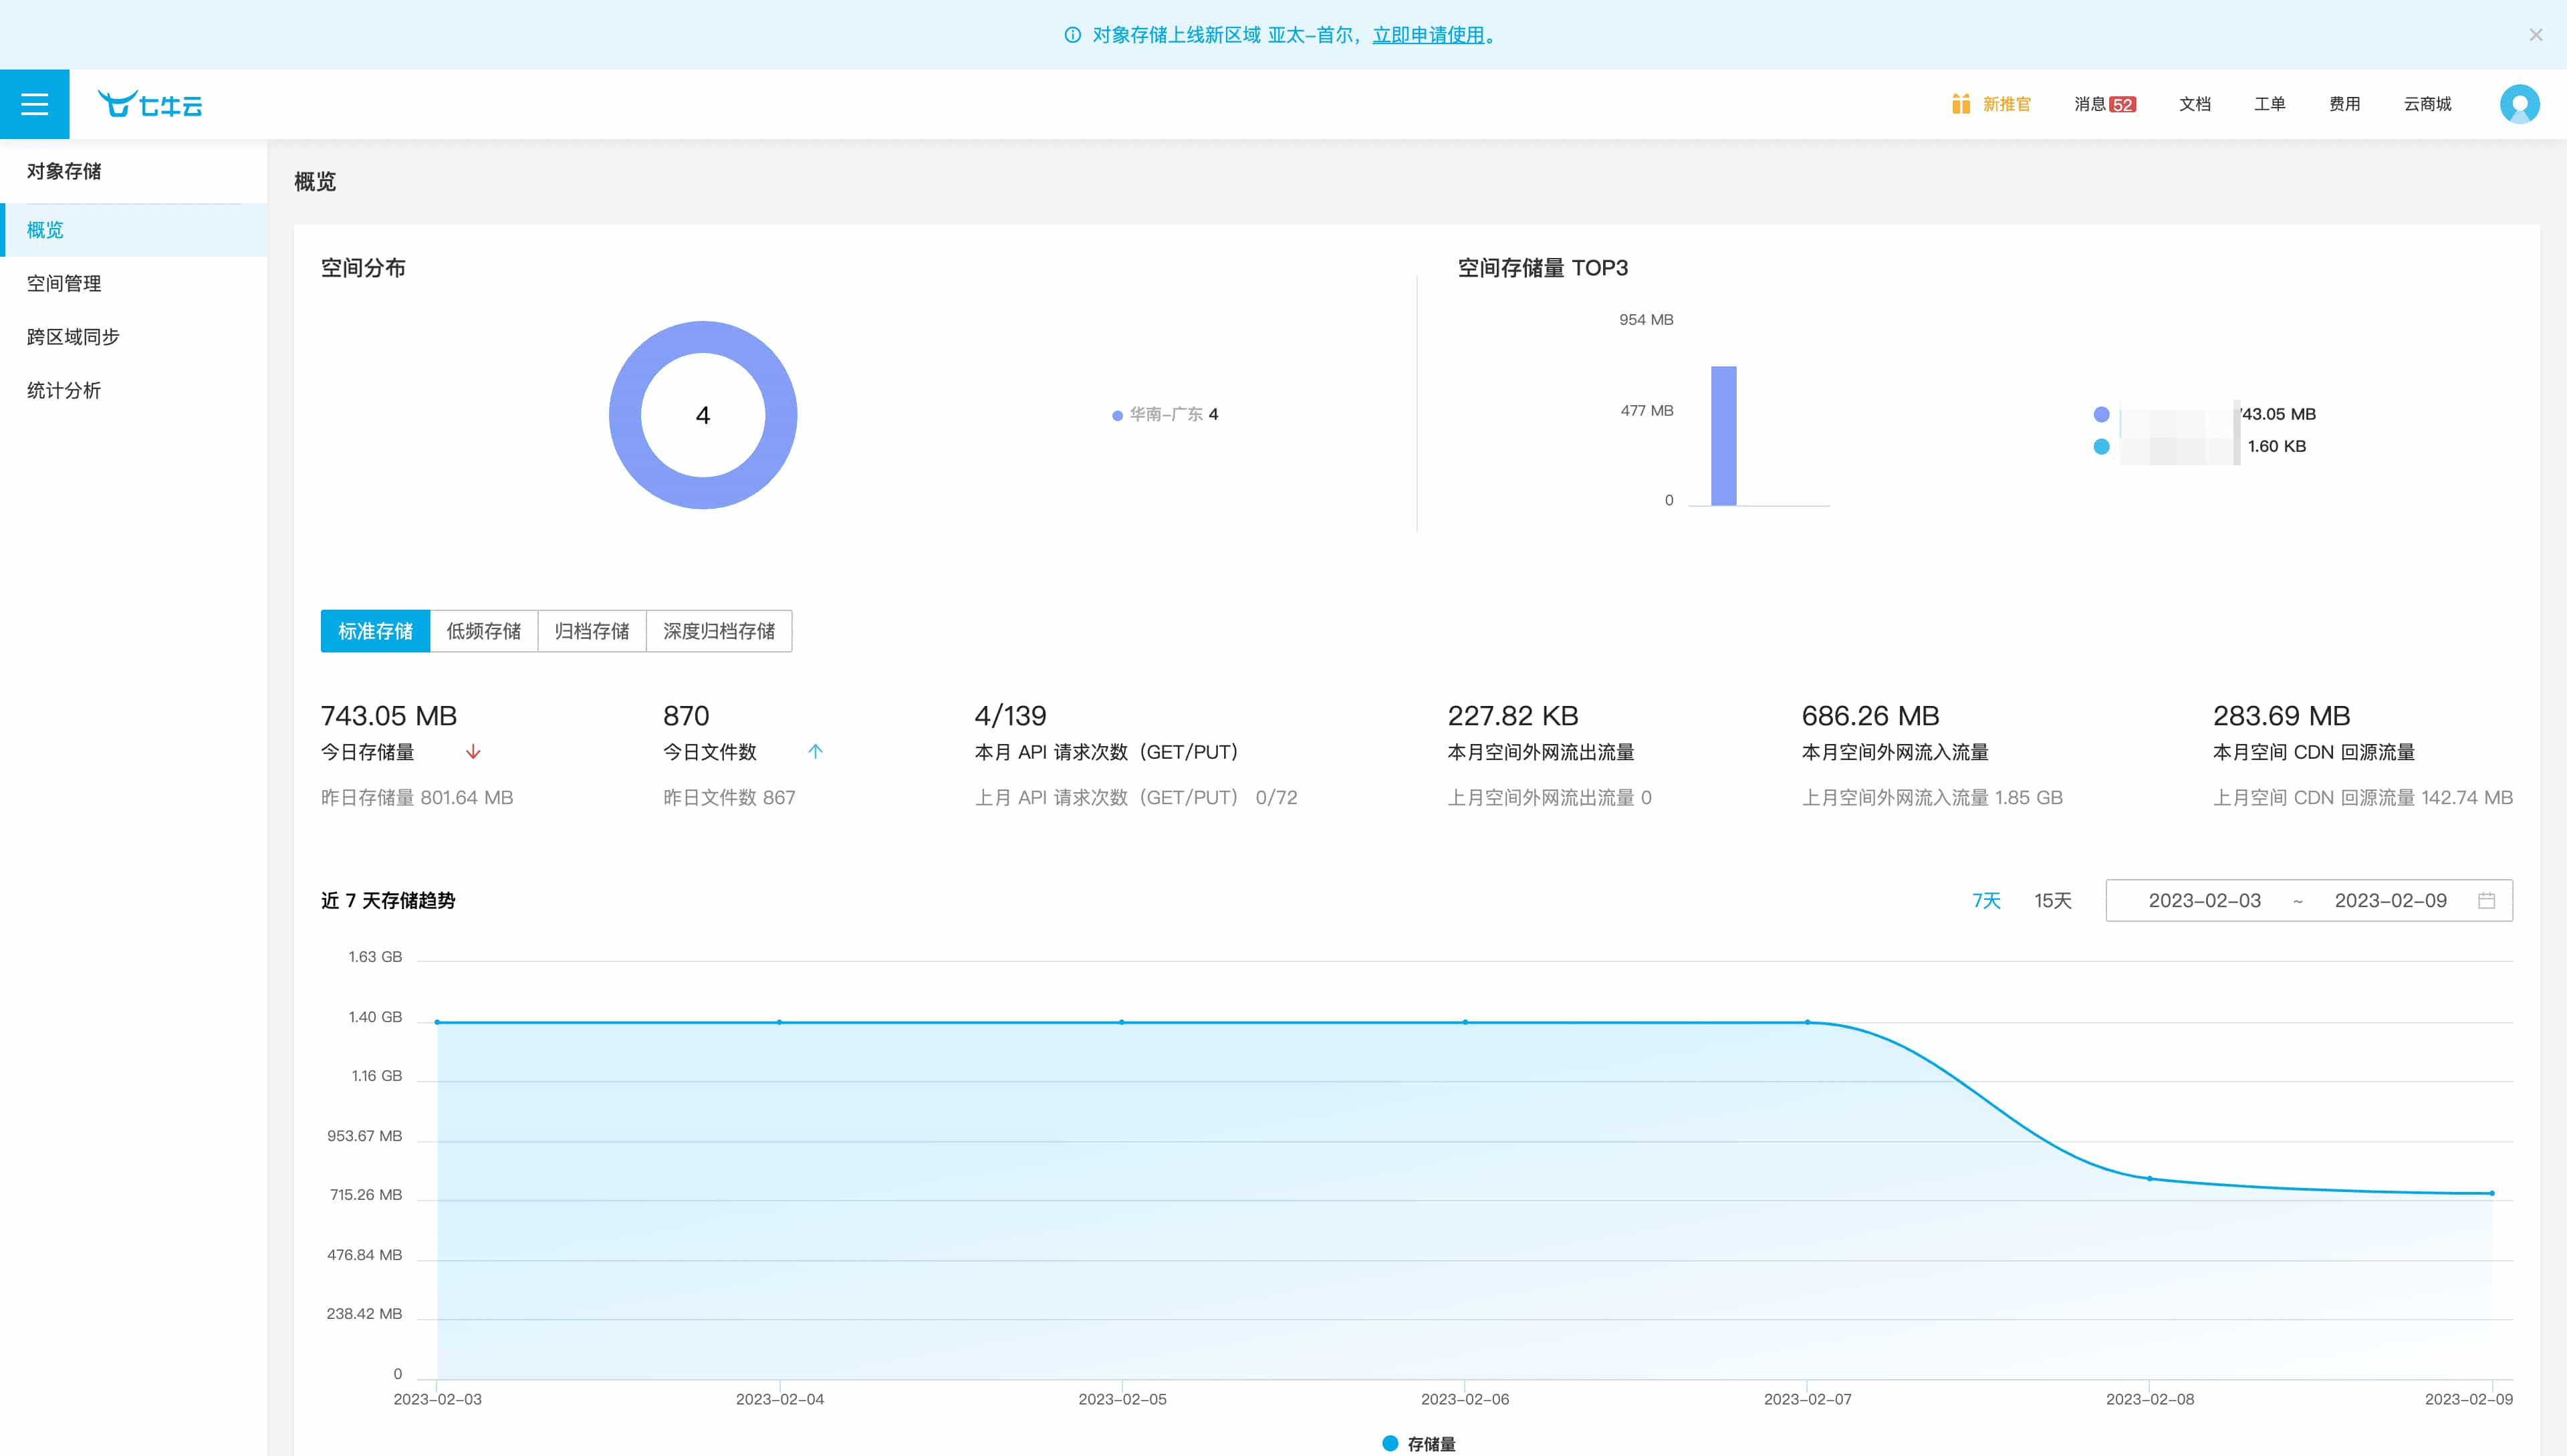 对象存储上线新区域 亚太-首尔，立即申请使用。
七牛云
新推官 消息 52 文档 工单 费用 云商城
对象存储
概览
空间管理
跨区域同步
统计分析
概览
空间分布
4
华南-广东 4
空间存储量 TOP3
954 MB
477 MB
0
43.05 MB
1.60 KB
标准存储 低频存储 归档存储 深度归档存储
743.05 MB
今日存储量
昨日存储量 801.64 MB
870
今日文件数
昨日文件数 867
4/139
本月 API 请求次数（GET/PUT）
上月 API 请求次数（GET/PUT） 0/72
227.82 KB
本月空间外网流出流量
上月空间外网流出流量 0
686.26 MB
本月空间外网流入流量
上月空间外网流入流量 1.85 GB
283.69 MB
本月空间 CDN 回源流量
上月空间 CDN 回源流量 142.74 MB
近 7 天存储趋势
7天 15天 2023-02-03 ~ 2023-02-09
1.63 GB
1.40 GB
1.16 GB
953.67 MB
715.26 MB
476.84 MB
238.42 MB
0
2023-02-03 2023-02-04 2023-02-05 2023-02-06 2023-02-07 2023-02-08 2023-02-09
存储量